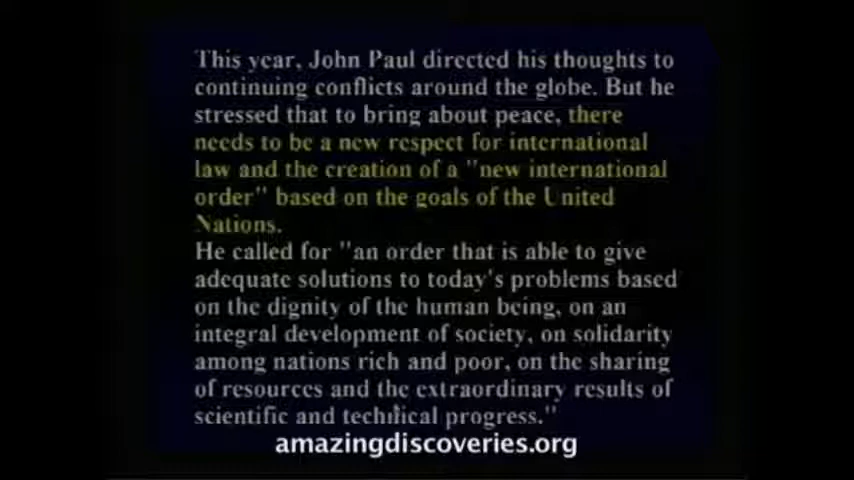 This year, John Paul directed his thoughts to
continuing conflicts around the globe. But he
stressed that to bring about peace, there
needs to be a new respect for international
law and the creation of a "new international
order" based on the goals of the United
Nations.
He called for "an order that is able to give
adequate solutions to today's problems based
on the dignity of the human being, on an
integral development of society, on solidarity
among nations rich and poor, on the sharing
of resources and the extraordinary results of
scientific and technical progress."
amazingdiscoveries.org